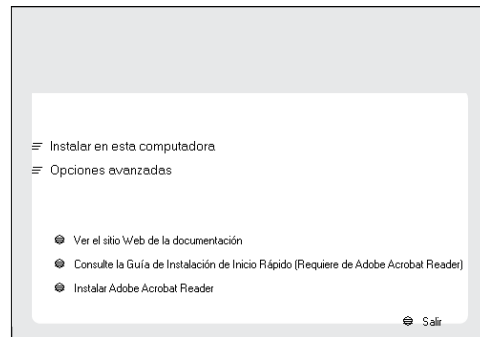 Instalar en esta computadora
Opciones avanzadas
Ver el sitio Web de la documentación
Consulte la Guía de Instalación de Inicio Rápido (Requiere de Adobe Acrobat Reader)
Instalar Adobe Acrobat Reader
Salir